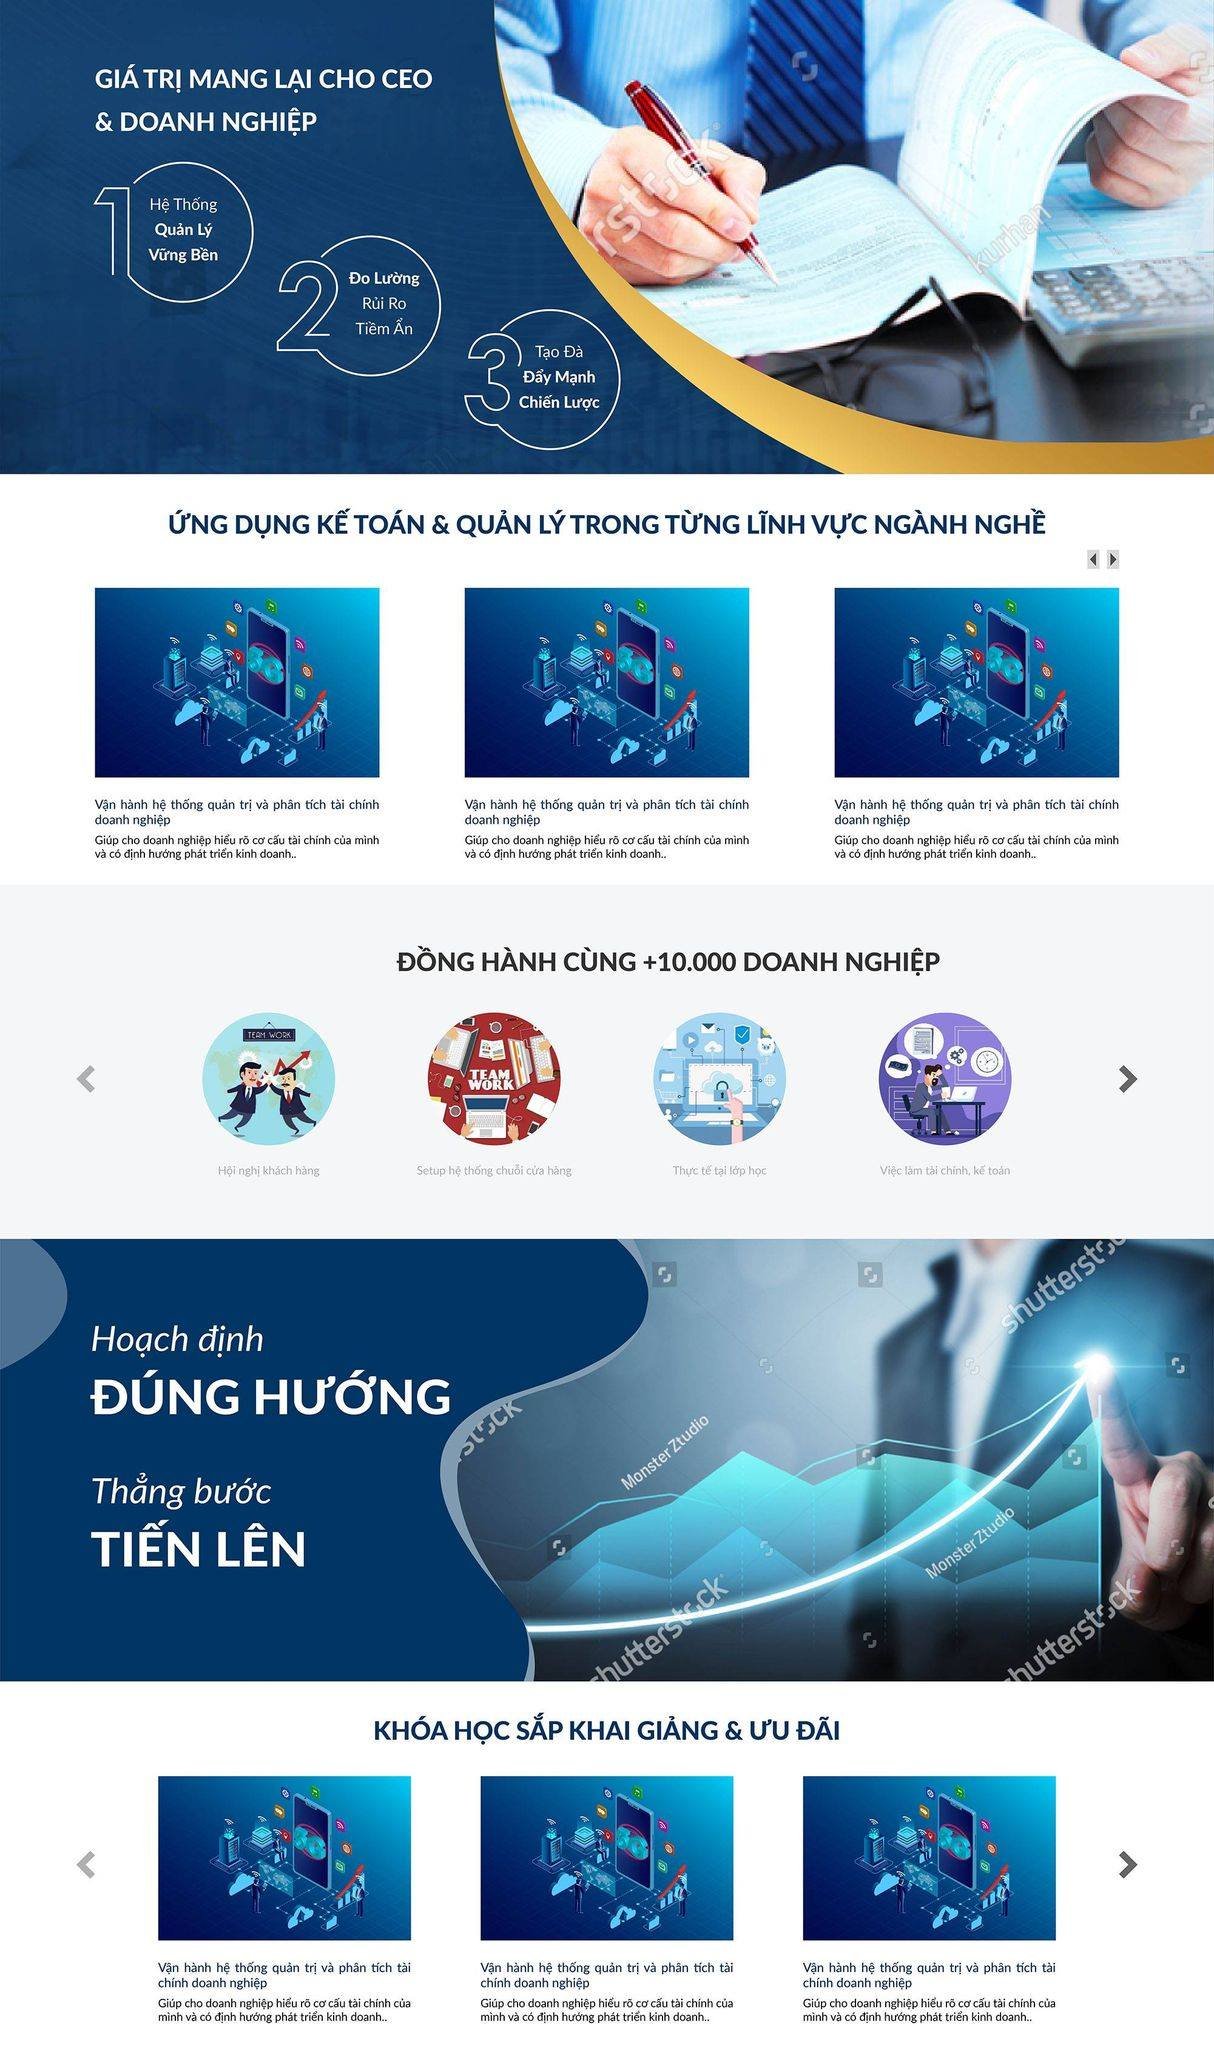 GIÁ TRỊ MANG LẠI CHO CEO
& DOANH NGHIỆP
1
Hệ Thống
Quản Lý
Vững Bền
2
Đo Lường
Rủi Ro
Tiềm Ẩn
3
Tạo Đà
Đẩy Mạnh
Chiến Lược
rstock
kurhan
ỨNG DỤNG KẾ TOÁN & QUẢN LÝ TRONG TỪNG LĨNH VỰC NGÀNH NGHỀ
Vận hành hệ thống quản trị và phân tích tài chính
doanh nghiệp
Giúp cho doanh nghiệp hiểu rõ cơ cấu tài chính của mình
và có định hướng phát triển kinh doanh..
Vận hành hệ thống quản trị và phân tích tài chính
doanh nghiệp
Giúp cho doanh nghiệp hiểu rõ cơ cấu tài chính của mình
và có định hướng phát triển kinh doanh..
Vận hành hệ thống quản trị và phân tích tài chính
doanh nghiệp
Giúp cho doanh nghiệp hiểu rõ cơ cấu tài chính của mình
và có định hướng phát triển kinh doanh..
ĐỒNG HÀNH CÙNG +10.000 DOANH NGHIỆP
TEAM WORK
TEAM
WORK
Hội nghị khách hàng
Setup hệ thống chuỗi cửa hàng
Thực tế tại lớp học
Việc làm tài chính, kế toán
Hoạch định
ĐÚNG HƯỚNG
Thẳng bước
TIẾN LÊN
shutterstock
stock
Monster Ztudio
Monster Ztudio
shutterstock
shutterstock
KHÓA HỌC SẮP KHAI GIẢNG & ƯU ĐÃI
Vận hành hệ thống quản trị và phân tích tài
chính doanh nghiệp
Giúp cho doanh nghiệp hiểu rõ cơ cấu tài chính của
mình và có định hướng phát triển kinh doanh..
Vận hành hệ thống quản trị và phân tích tài
chính doanh nghiệp
Giúp cho doanh nghiệp hiểu rõ cơ cấu tài chính của
mình và có định hướng phát triển kinh doanh..
Vận hành hệ thống quản trị và phân tích tài
chính doanh nghiệp
Giúp cho doanh nghiệp hiểu rõ cơ cấu tài chính của
mình và có định hướng phát triển kinh doanh..